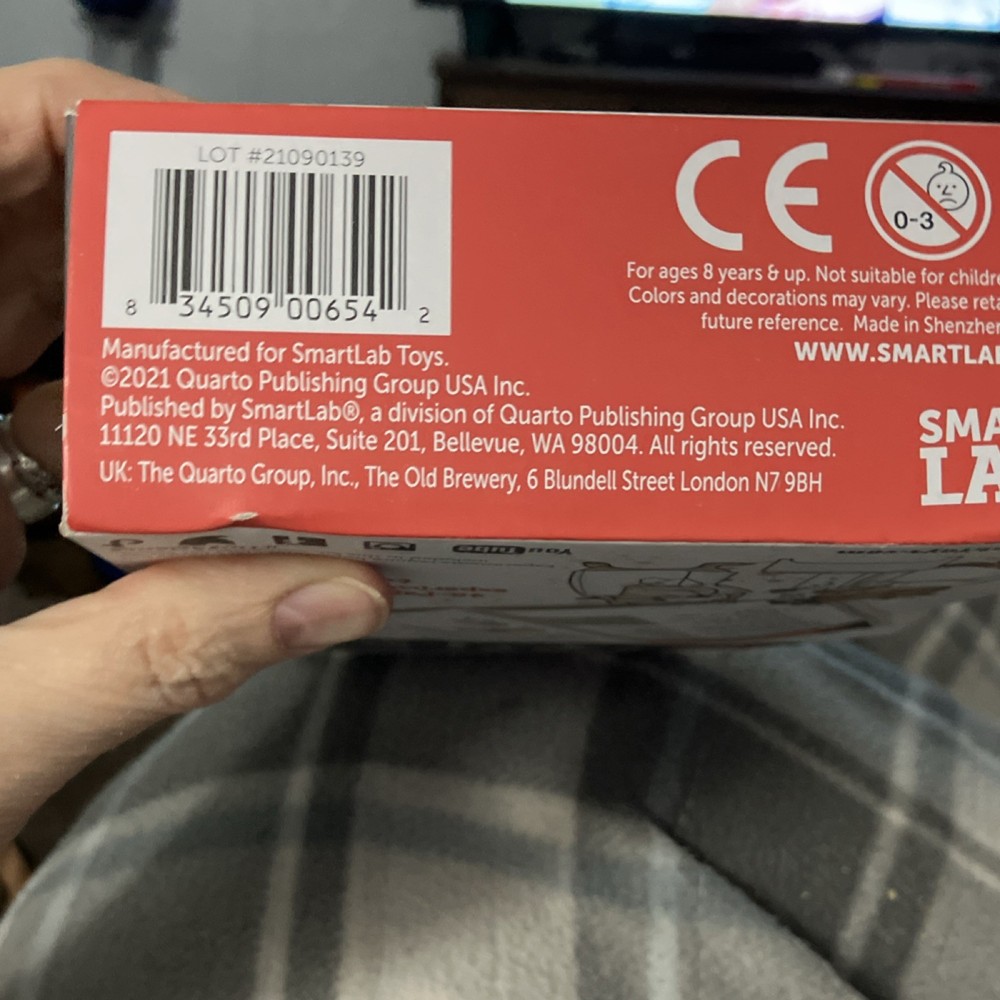 LOT #21090139
8 34509 00654 2
Manufactured for SmartLab Toys.
©2021 Quarto Publishing Group USA Inc.
Published by SmartLab®, a division of Quarto Publishing Group USA Inc.
11120 NE 33rd Place, Suite 201, Bellevue, WA 98004. All rights reserved.
UK: The Quarto Group, Inc., The Old Brewery, 6 Blundell Street London N7 9BH
CE
0-3
For ages 8 years & up. Not suitable for childre
Colors and decorations may vary. Please reta
future reference. Made in Shenzhen
WWW.SMARTLAB
SMA
LA
You Tube